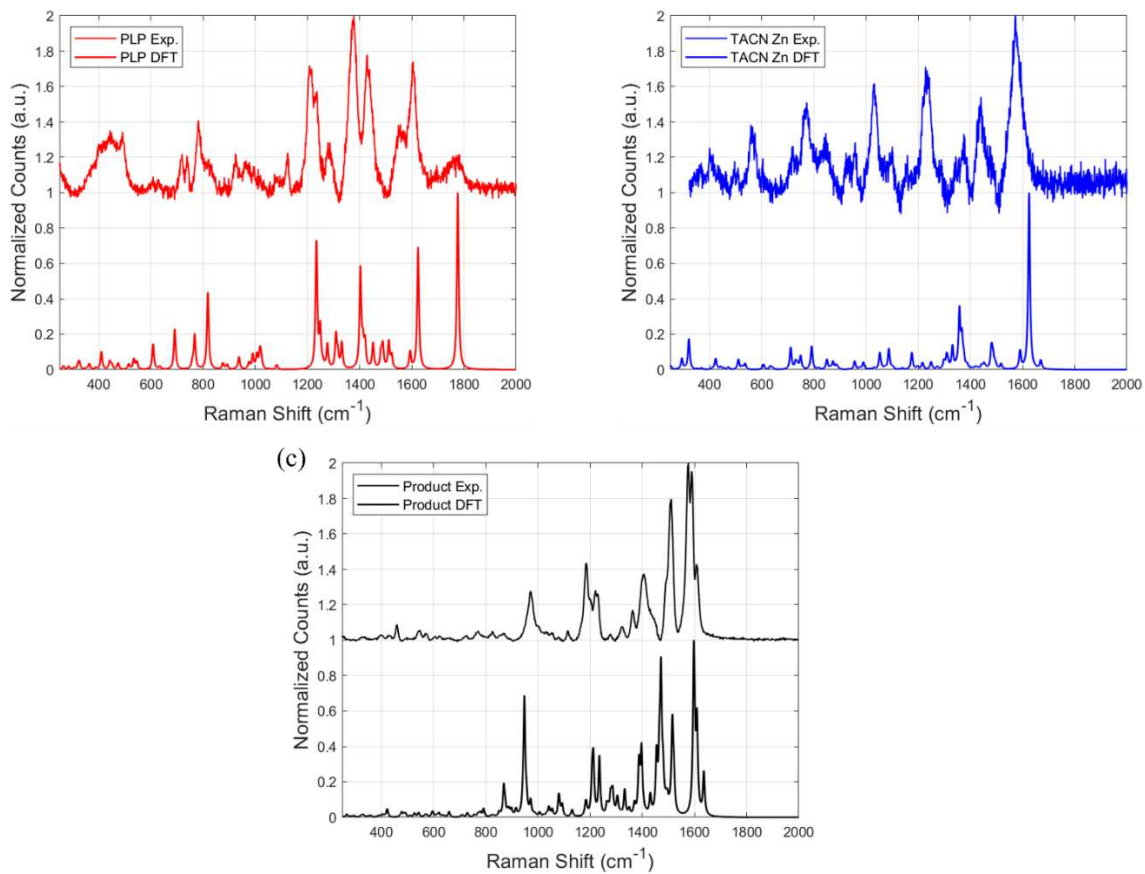 2
1.8
1.6
1.4
1.2
1
0.8
0.6
0.4
0.2
0
Normalized Counts (a.u.)
PLP Exp.
PLP DFT
400 600 800 1000 1200 1400 1600 1800 2000
Raman Shift (cm⁻¹)
2
1.8
1.6
1.4
1.2
1
0.8
0.6
0.4
0.2
0
Normalized Counts (a.u.)
TACN Zn Exp.
TACN Zn DFT
400 600 800 1000 1200 1400 1600 1800 2000
Raman Shift (cm⁻¹)
(c)
2
1.8
1.6
1.4
1.2
1
0.8
0.6
0.4
0.2
0
Normalized Counts (a.u.)
Product Exp.
Product DFT
400 600 800 1000 1200 1400 1600 1800 2000
Raman Shift (cm⁻¹)